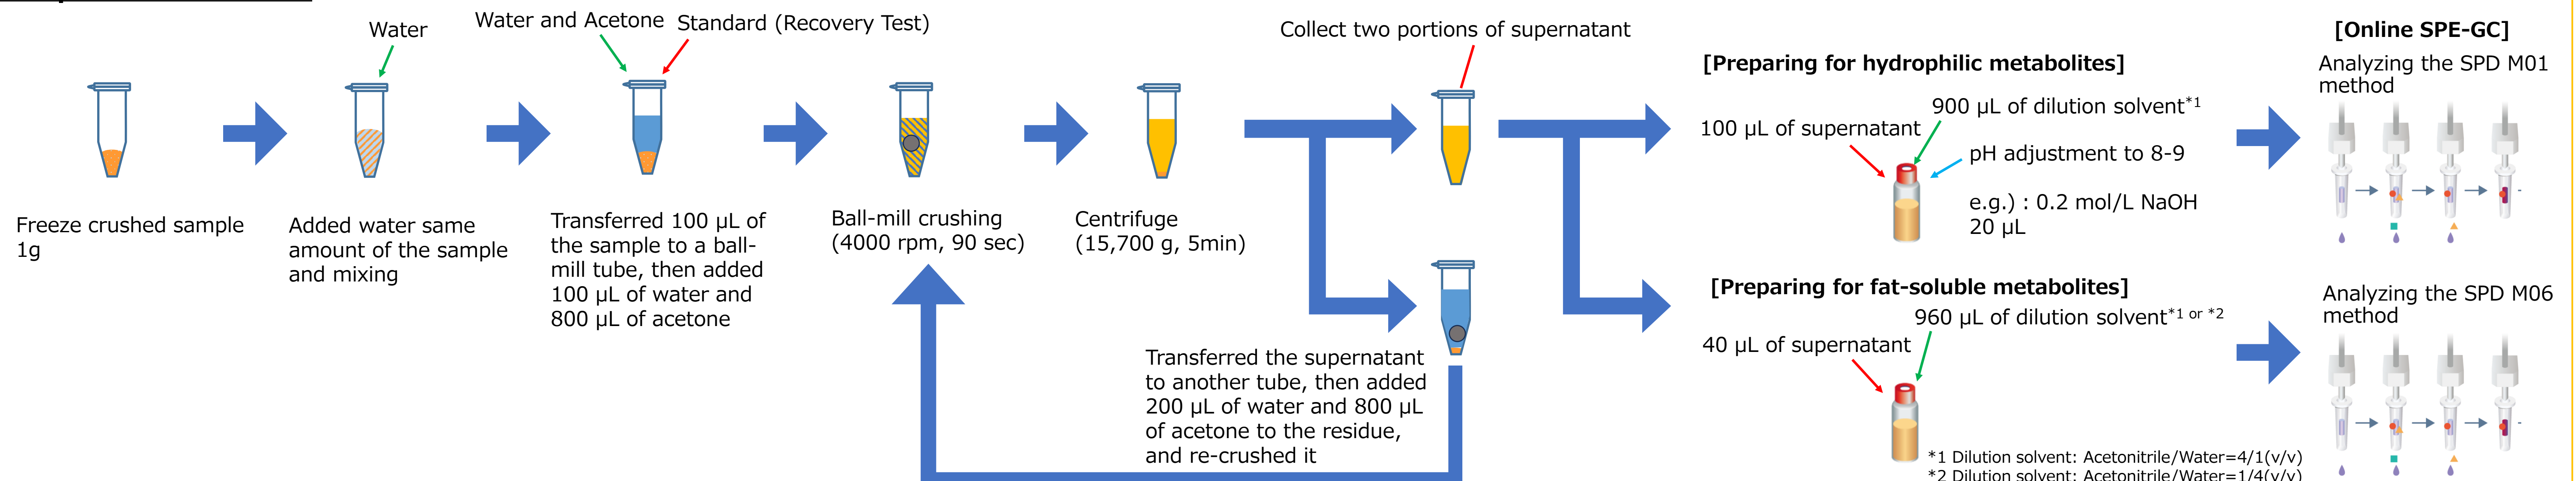 Water
Water and Acetone
Standard (Recovery Test)
Freeze crushed sample
1g
Added water same
amount of the sample
and mixing
Transferred 100 µL of
the sample to a ball-
mill tube, then added
100 µL of water and
800 µL of acetone
Ball-mill crushing
(4000 rpm, 90 sec)
Centrifuge
(15,700 g, 5min)
Collect two portions of supernatant
Transferred the supernatant
to another tube, then added
200 µL of water and 800 µL
of acetone to the residue,
and re-crushed it
[Preparing for hydrophilic metabolites]
900 µL of dilution solvent*1
100 µL of supernatant
pH adjustment to 8-9
e.g.) : 0.2 mol/L NaOH
20 µL
[Preparing for fat-soluble metabolites]
960 µL of dilution solvent*1 or *2
40 µL of supernatant
*1 Dilution solvent: Acetonitrile/Water=4/1(v/v)
*2 Dilution solvent: Acetonitrile/Water=1/4(v/v)
[Online SPE-GC]
Analyzing the SPD M01
method
Analyzing the SPD M06
method